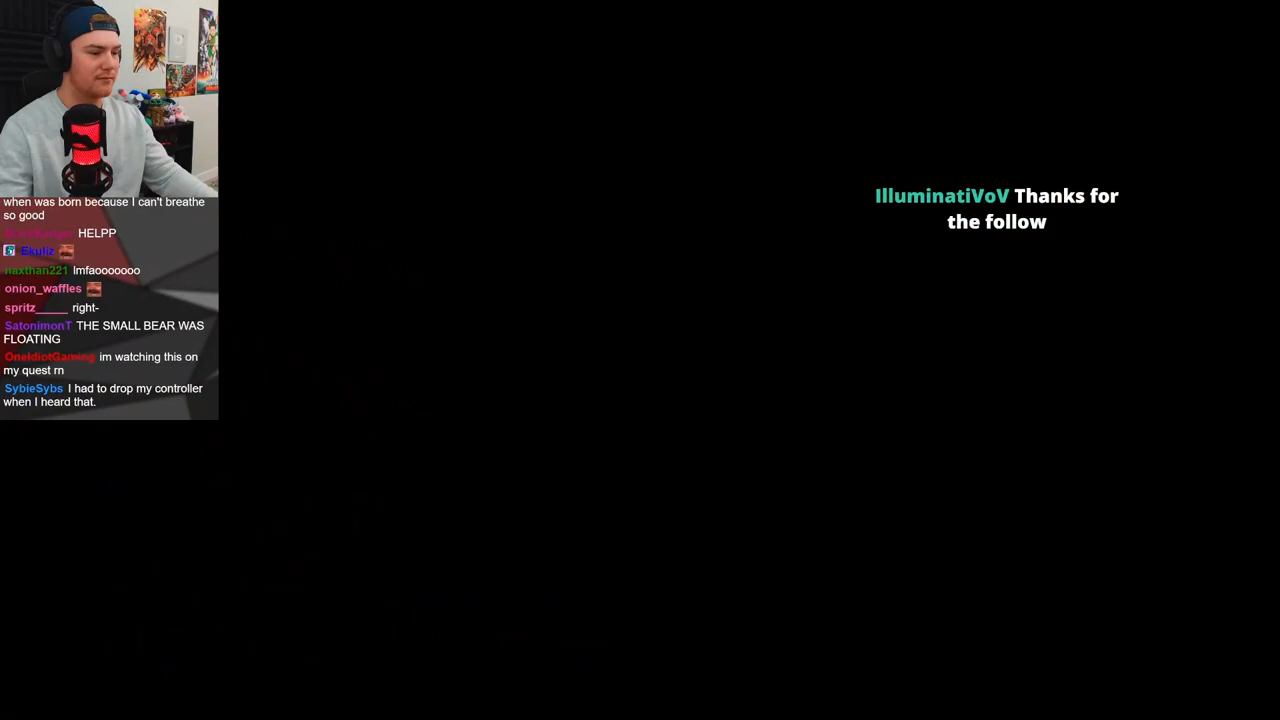 when was born because I can't breathe
so good
HELPP
Ekuliz
naxthan221 lmfaooooooo
onion_waffles
spritz_____ right-
SatonimonT THE SMALL BEAR WAS
FLOATING
OneIdiotGaming im watching this on
my quest rn
SybieSybs I had to drop my controller
when I heard that.
IlluminatiVoV Thanks for
the follow